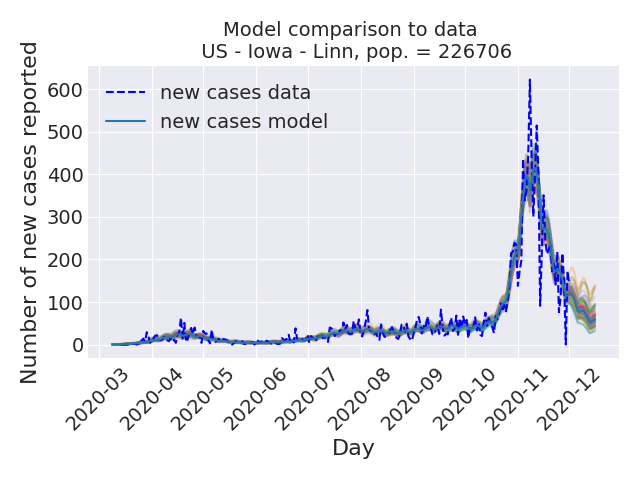 Model comparison to data
US - Iowa - Linn, pop. = 226706
Number of new cases reported
600
500
400
300
200
100
0
new cases data
new cases model
2020-03
2020-04
2020-05
2020-06
2020-07
2020-08
2020-09
2020-10
2020-11
2020-12
Day